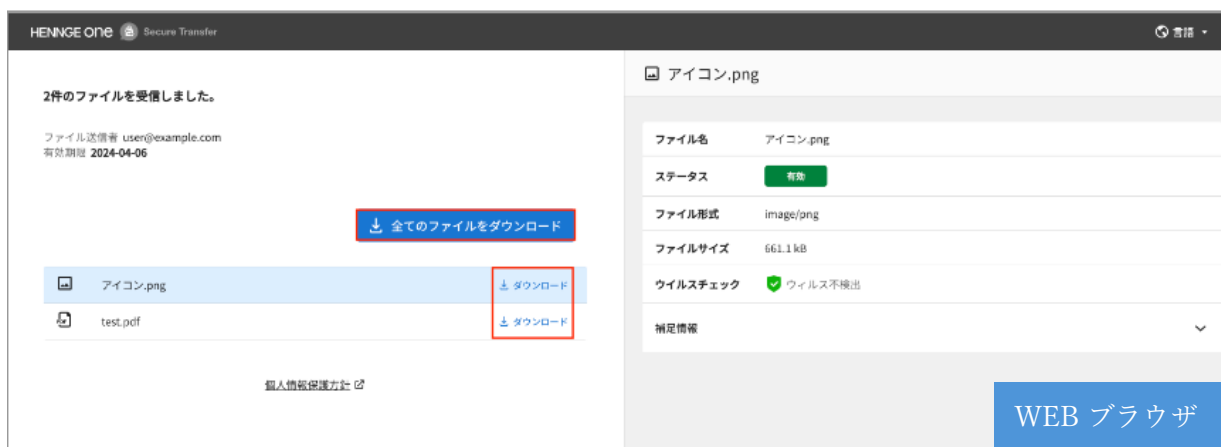 HENNGE one Secure Transfer
言語
2件のファイルを受信しました。
ファイル送信者 user@example.com
有効期限 2024-04-06
全てのファイルをダウンロード
アイコン.png ダウンロード
test.pdf ダウンロード
個人情報保護方針
アイコン.png
ファイル名 アイコン.png
ステータス 有効
ファイル形式 image/png
ファイルサイズ 661.1 kB
ウイルスチェック ウィルス不検出
補足情報
WEB ブラウザ